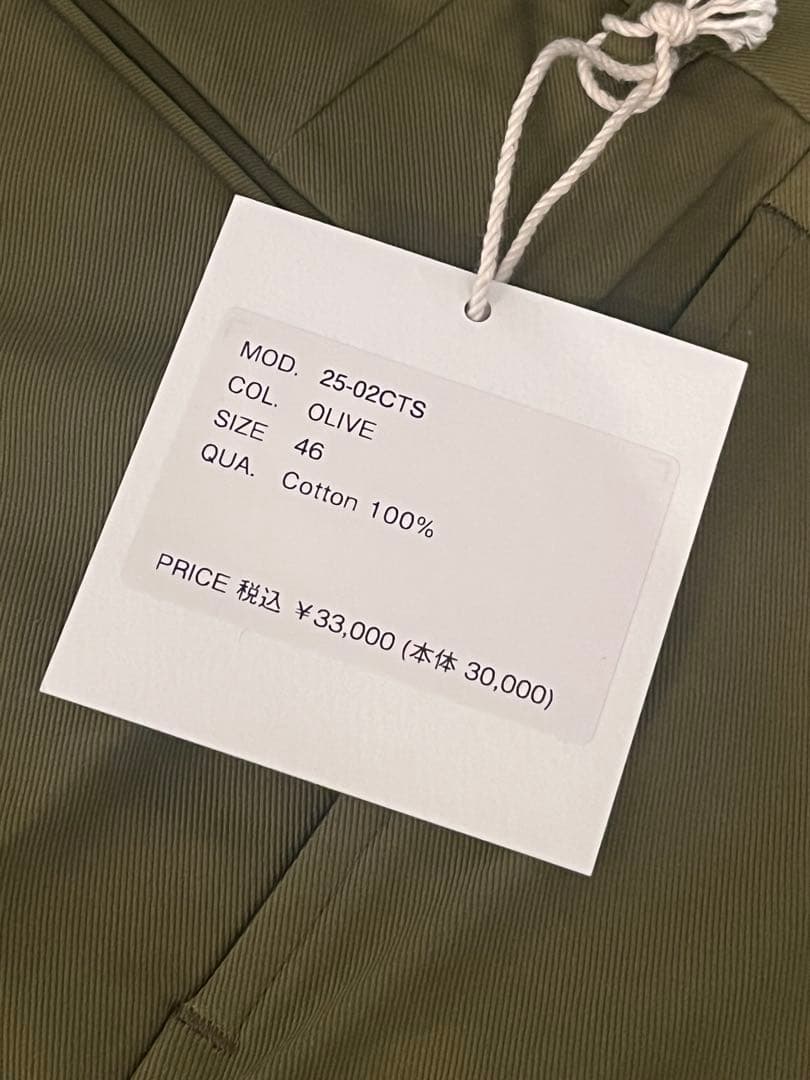 MOD. 25-02CTS
COL. OLIVE
SIZE 46
QUA. Cotton 100%
PRICE 税込 ￥33,000 (本体 30,000)